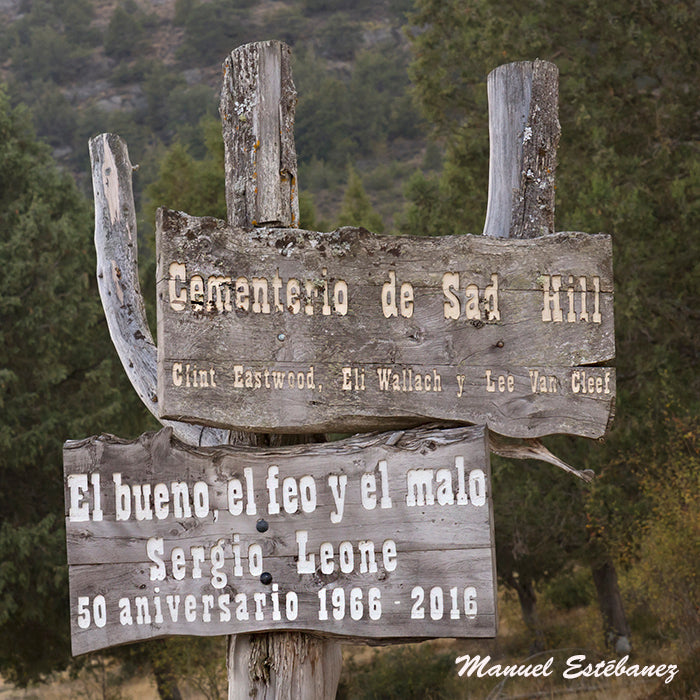 Cementerio de Sad Hill
Clint Eastwood, Eli Wallach y Lee Van Cleef
El bueno, el feo y el malo
Sergio Leone
50 aniversario 1966 - 2016
Manuel Estébanez